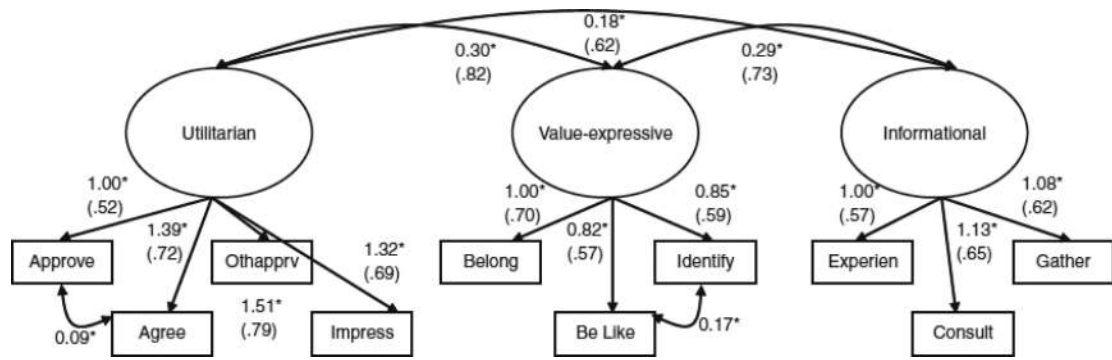 0.18*
(.62)
0.30*
(.82)
0.29*
(.73)
Utilitarian
Value-expressive
Informational
1.00*
(.52)
1.39*
(.72)
1.32*
(.69)
1.51*
(.79)
1.00*
(.70)
0.82*
(.57)
0.85*
(.59)
1.00*
(.57)
1.13*
(.65)
1.08*
(.62)
Approve
Othapprv
Belong
Identify
Experien
Gather
0.09*
Agree
Impress
Be Like
0.17*
Consult